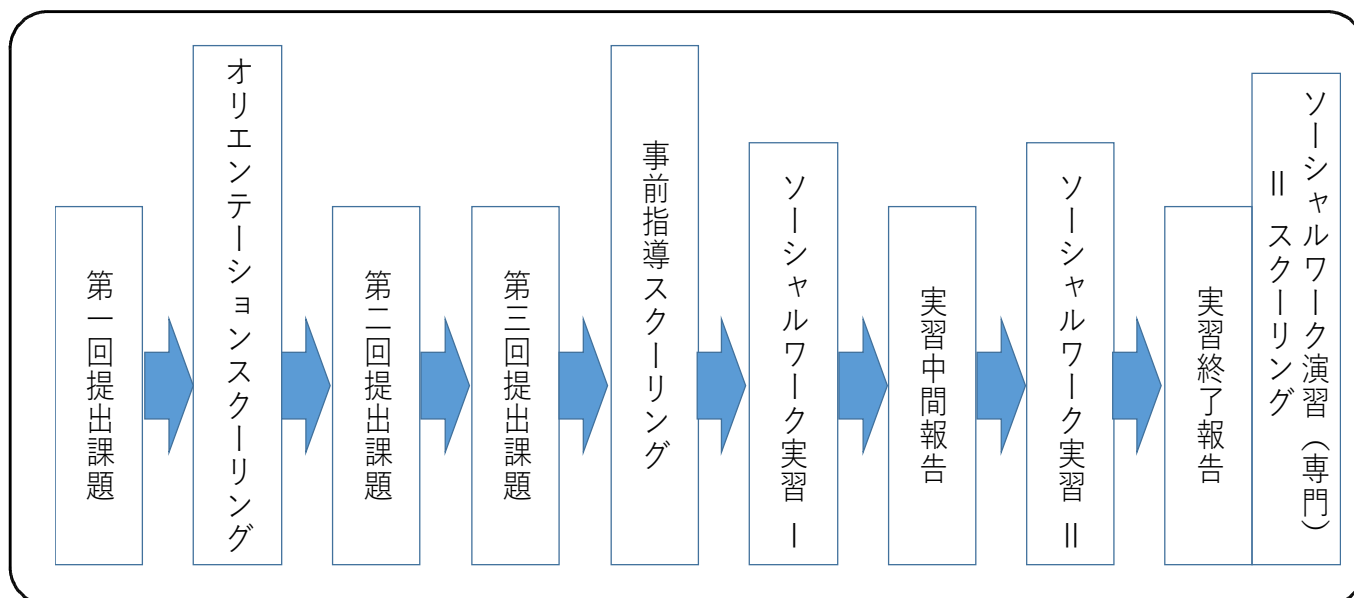 第一回提出課題
オリエンテーションスクーリング
第二回提出課題
第三回提出課題
事前指導スクーリング
ソーシャルワーク実習 Ⅰ
実習中間報告
ソーシャルワーク実習 Ⅱ
実習終了報告
ソーシャルワーク演習（専門）
Ⅱ スクーリング